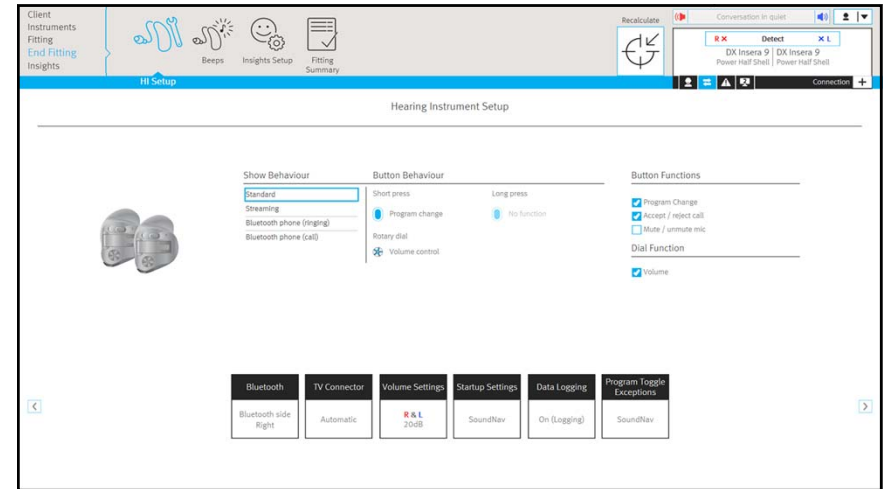 Client
Instruments
Fitting
End Fitting
Insights
HI Setup
Beeps
Insights Setup
Fitting
Summary
Recalculate
Conversation in quiet
R X Detect X L
DX Insera 9 | DX Insera 9
Power Half Shell | Power Half Shell
Connection +
Hearing Instrument Setup
Show Behaviour
Standard
Streaming
Bluetooth phone (ringing)
Bluetooth phone (call)
Button Behaviour
Short press
Program change
Long press
No function
Rotary dial
Volume control
Button Functions
Program Change
Accept / reject call
Mute / unmute mic
Dial Function
Volume
Bluetooth
Bluetooth side
Right
TV Connector
Automatic
Volume Settings
R & L
20dB
Startup Settings
SoundNav
Data Logging
On (Logging)
Program Toggle
Exceptions
SoundNav